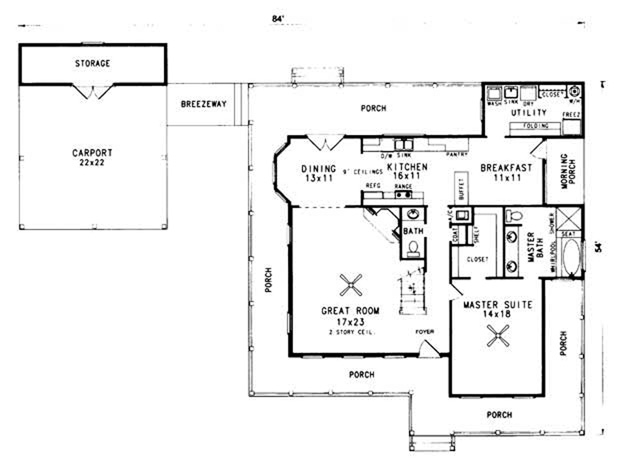 84'
STORAGE
BREEZEWAY
CARPORT
22x22
PORCH
WASH
SINK
DRY
CLOSET
W/H
UTILITY
FOLDING
FREEZ
DINING
13x11
9' CEILINGS
D/W
SINK
KITCHEN
16x11
PANTRY
REFG
RANGE
BUFFET
BREAKFAST
11x11
MORNING
PORCH
BATH
A/C
COAT
SHELF
CLOSET
MASTER
BATH
SHOWER
SEAT
WHIRLPOOL
54'
PORCH
GREAT ROOM
17x23
2 STORY CEIL.
FOYER
MASTER SUITE
14x18
PORCH
PORCH
PORCH